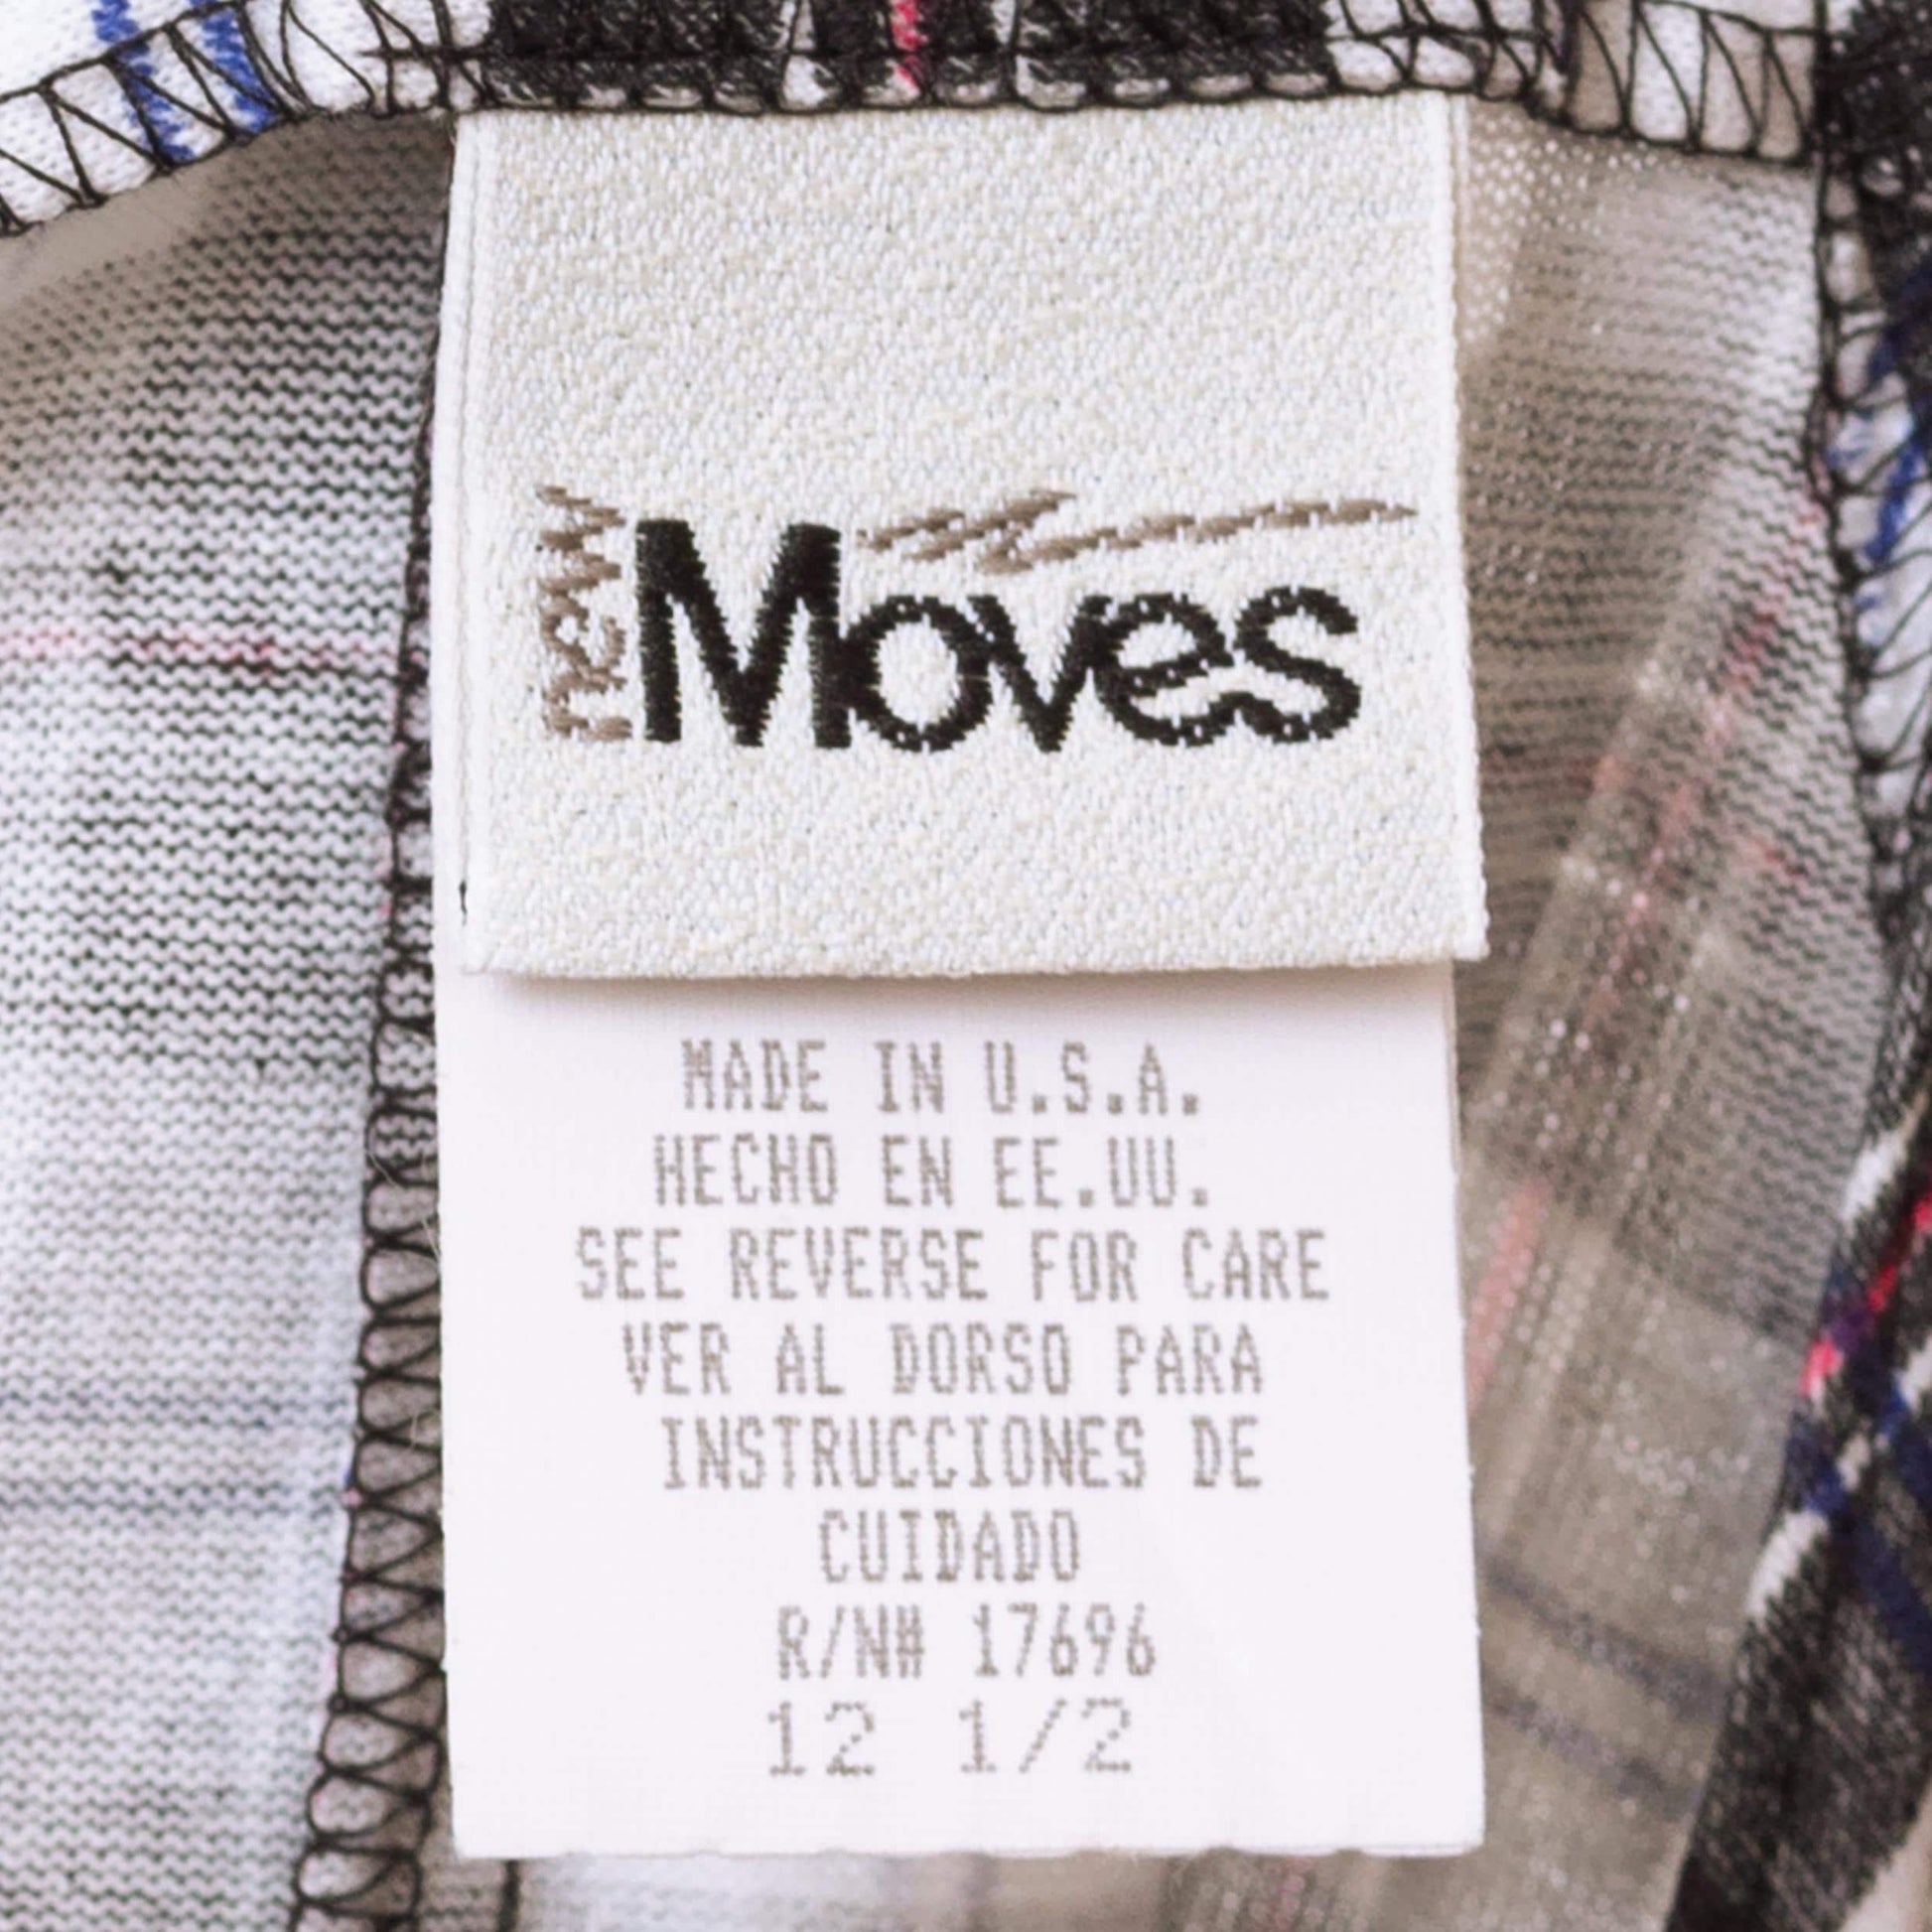 new Moves
MADE IN U.S.A.
HECHO EN EE.UU.
SEE REVERSE FOR CARE
VER AL DORSO PARA
INSTRUCCIONES DE
CUIDADO
R/N# 17696
12 1/2